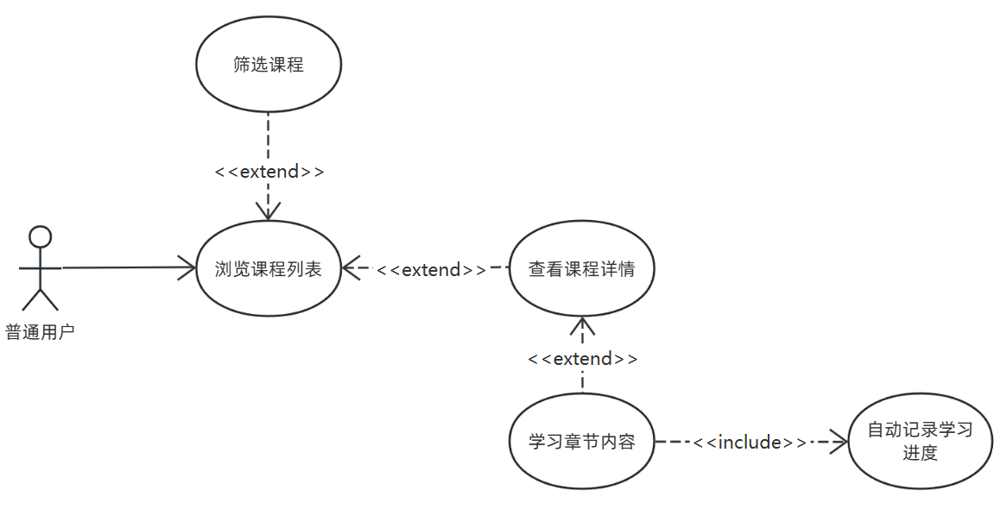 筛选课程
<<extend>>
浏览课程列表
<<extend>>
查看课程详情
普通用户
<<extend>>
学习章节内容
<<include>>
自动记录学习
进度